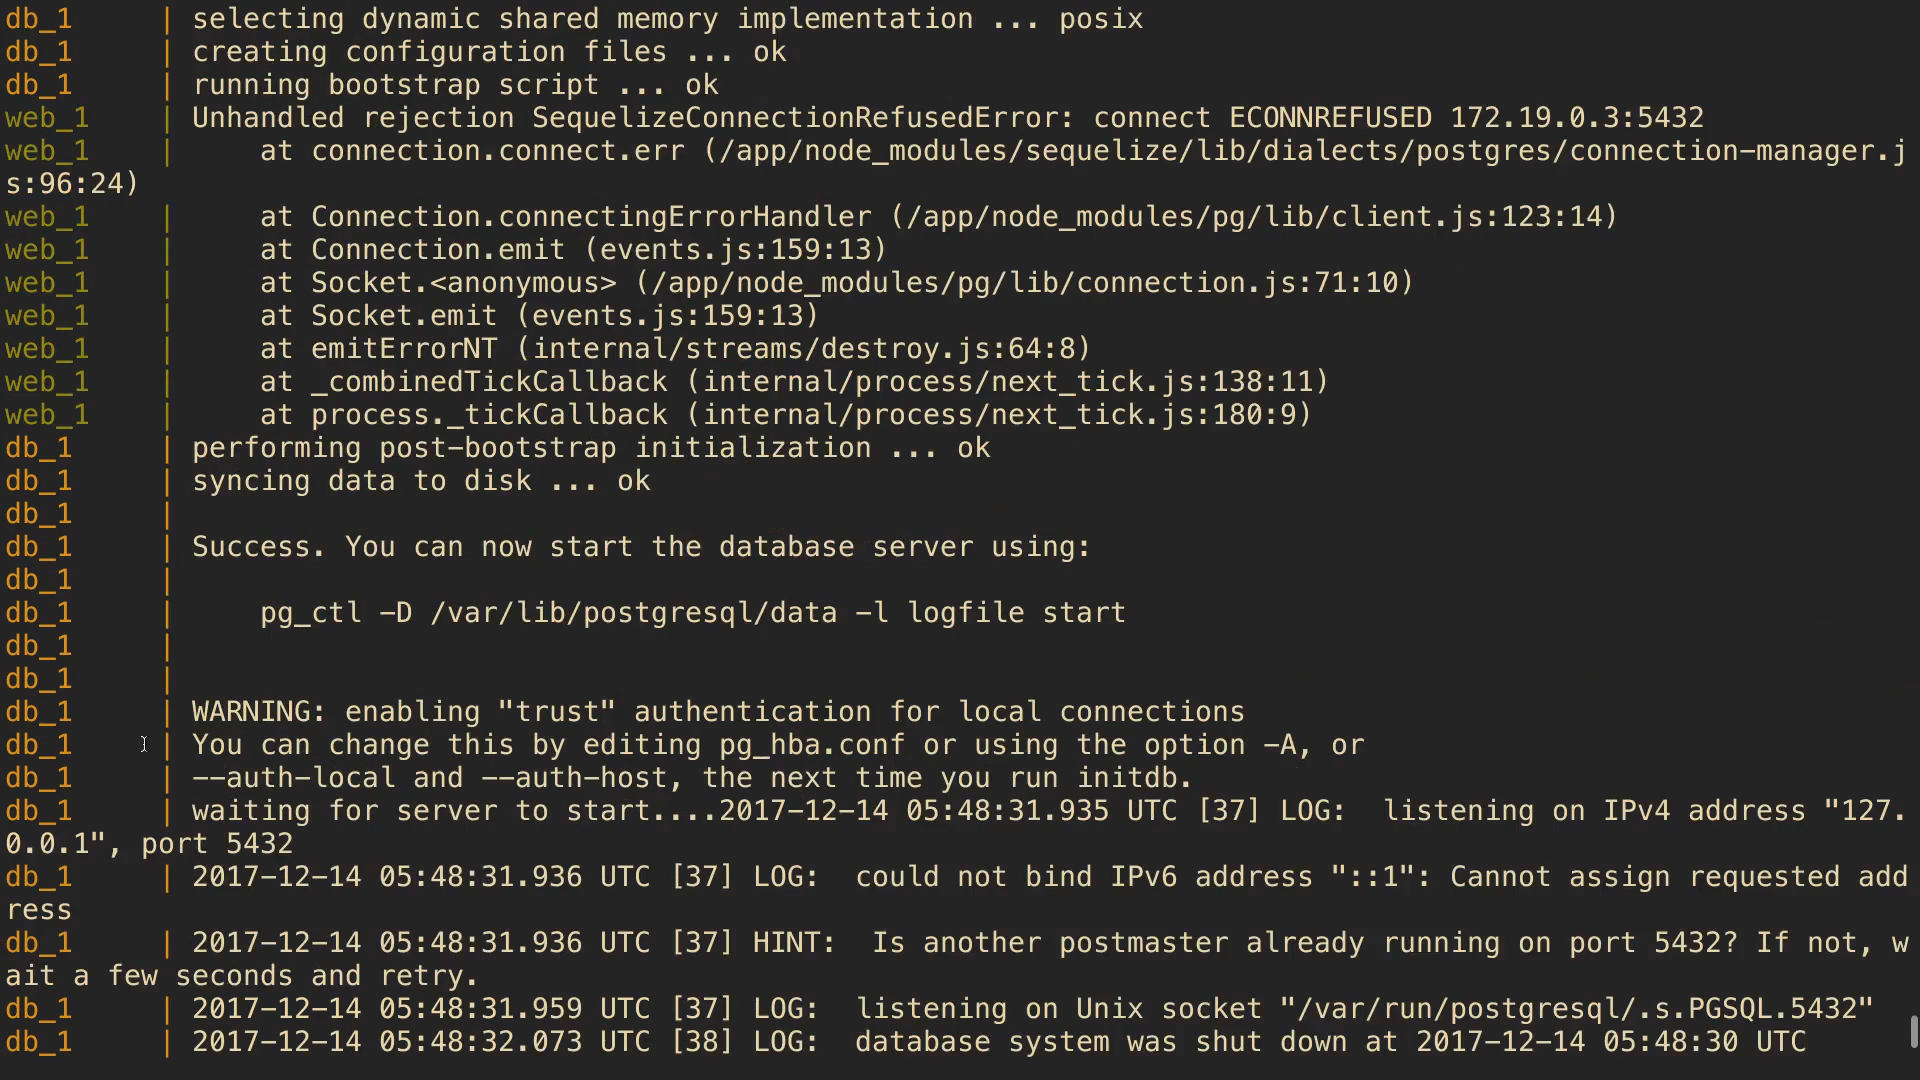 db_1     | selecting dynamic shared memory implementation ... posix
db_1     | creating configuration files ... ok
db_1     | running bootstrap script ... ok
web_1    | Unhandled rejection SequelizeConnectionRefusedError: connect ECONNREFUSED 172.19.0.3:5432
web_1    |     at connection.connect.err (/app/node_modules/sequelize/lib/dialects/postgres/connection-manager.j
s:96:24)
web_1    |     at Connection.connectingErrorHandler (/app/node_modules/pg/lib/client.js:123:14)
web_1    |     at Connection.emit (events.js:159:13)
web_1    |     at Socket.<anonymous> (/app/node_modules/pg/lib/connection.js:71:10)
web_1    |     at Socket.emit (events.js:159:13)
web_1    |     at emitErrorNT (internal/streams/destroy.js:64:8)
web_1    |     at _combinedTickCallback (internal/process/next_tick.js:138:11)
web_1    |     at process._tickCallback (internal/process/next_tick.js:180:9)
db_1     | performing post-bootstrap initialization ... ok
db_1     | syncing data to disk ... ok
db_1     |
db_1     | Success. You can now start the database server using:
db_1     |
db_1     |     pg_ctl -D /var/lib/postgresql/data -l logfile start
db_1     |
db_1     |
db_1     | WARNING: enabling "trust" authentication for local connections
db_1     | You can change this by editing pg_hba.conf or using the option -A, or
db_1     | --auth-local and --auth-host, the next time you run initdb.
db_1     | waiting for server to start....2017-12-14 05:48:31.935 UTC [37] LOG:  listening on IPv4 address "127.
0.0.1", port 5432
db_1     | 2017-12-14 05:48:31.936 UTC [37] LOG:  could not bind IPv6 address "::1": Cannot assign requested add
ress
db_1     | 2017-12-14 05:48:31.936 UTC [37] HINT:  Is another postmaster already running on port 5432? If not, w
ait a few seconds and retry.
db_1     | 2017-12-14 05:48:31.959 UTC [37] LOG:  listening on Unix socket "/var/run/postgresql/.s.PGSQL.5432"
db_1     | 2017-12-14 05:48:32.073 UTC [38] LOG:  database system was shut down at 2017-12-14 05:48:30 UTC